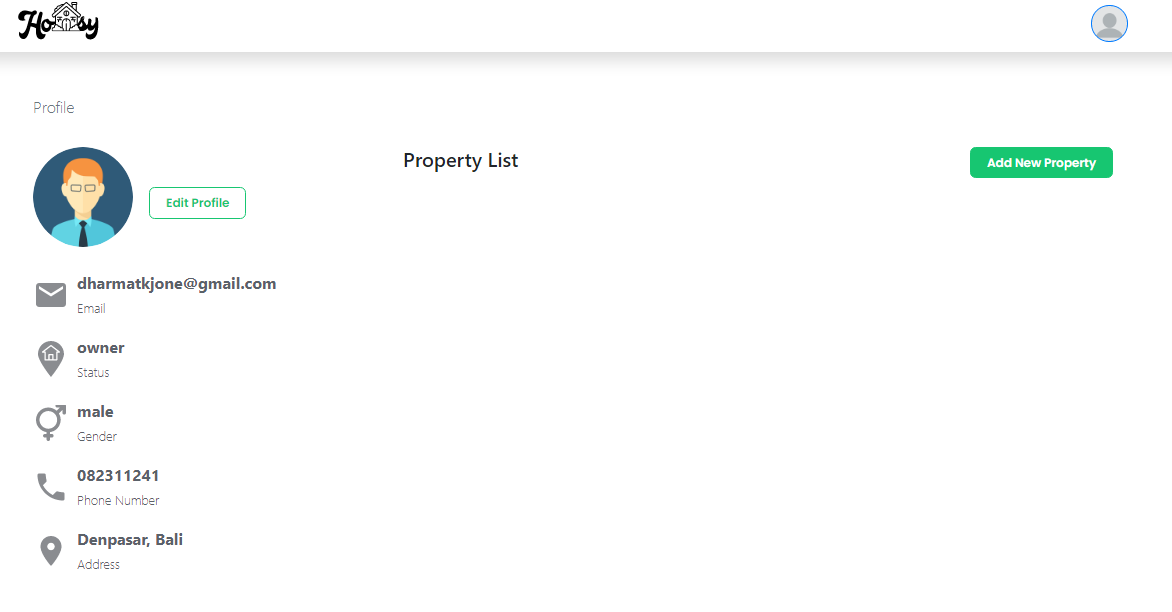 Housy
Profile
Property List
Add New Property
Edit Profile
dharmatkjone@gmail.com
Email
owner
Status
male
Gender
082311241
Phone Number
Denpasar, Bali
Address